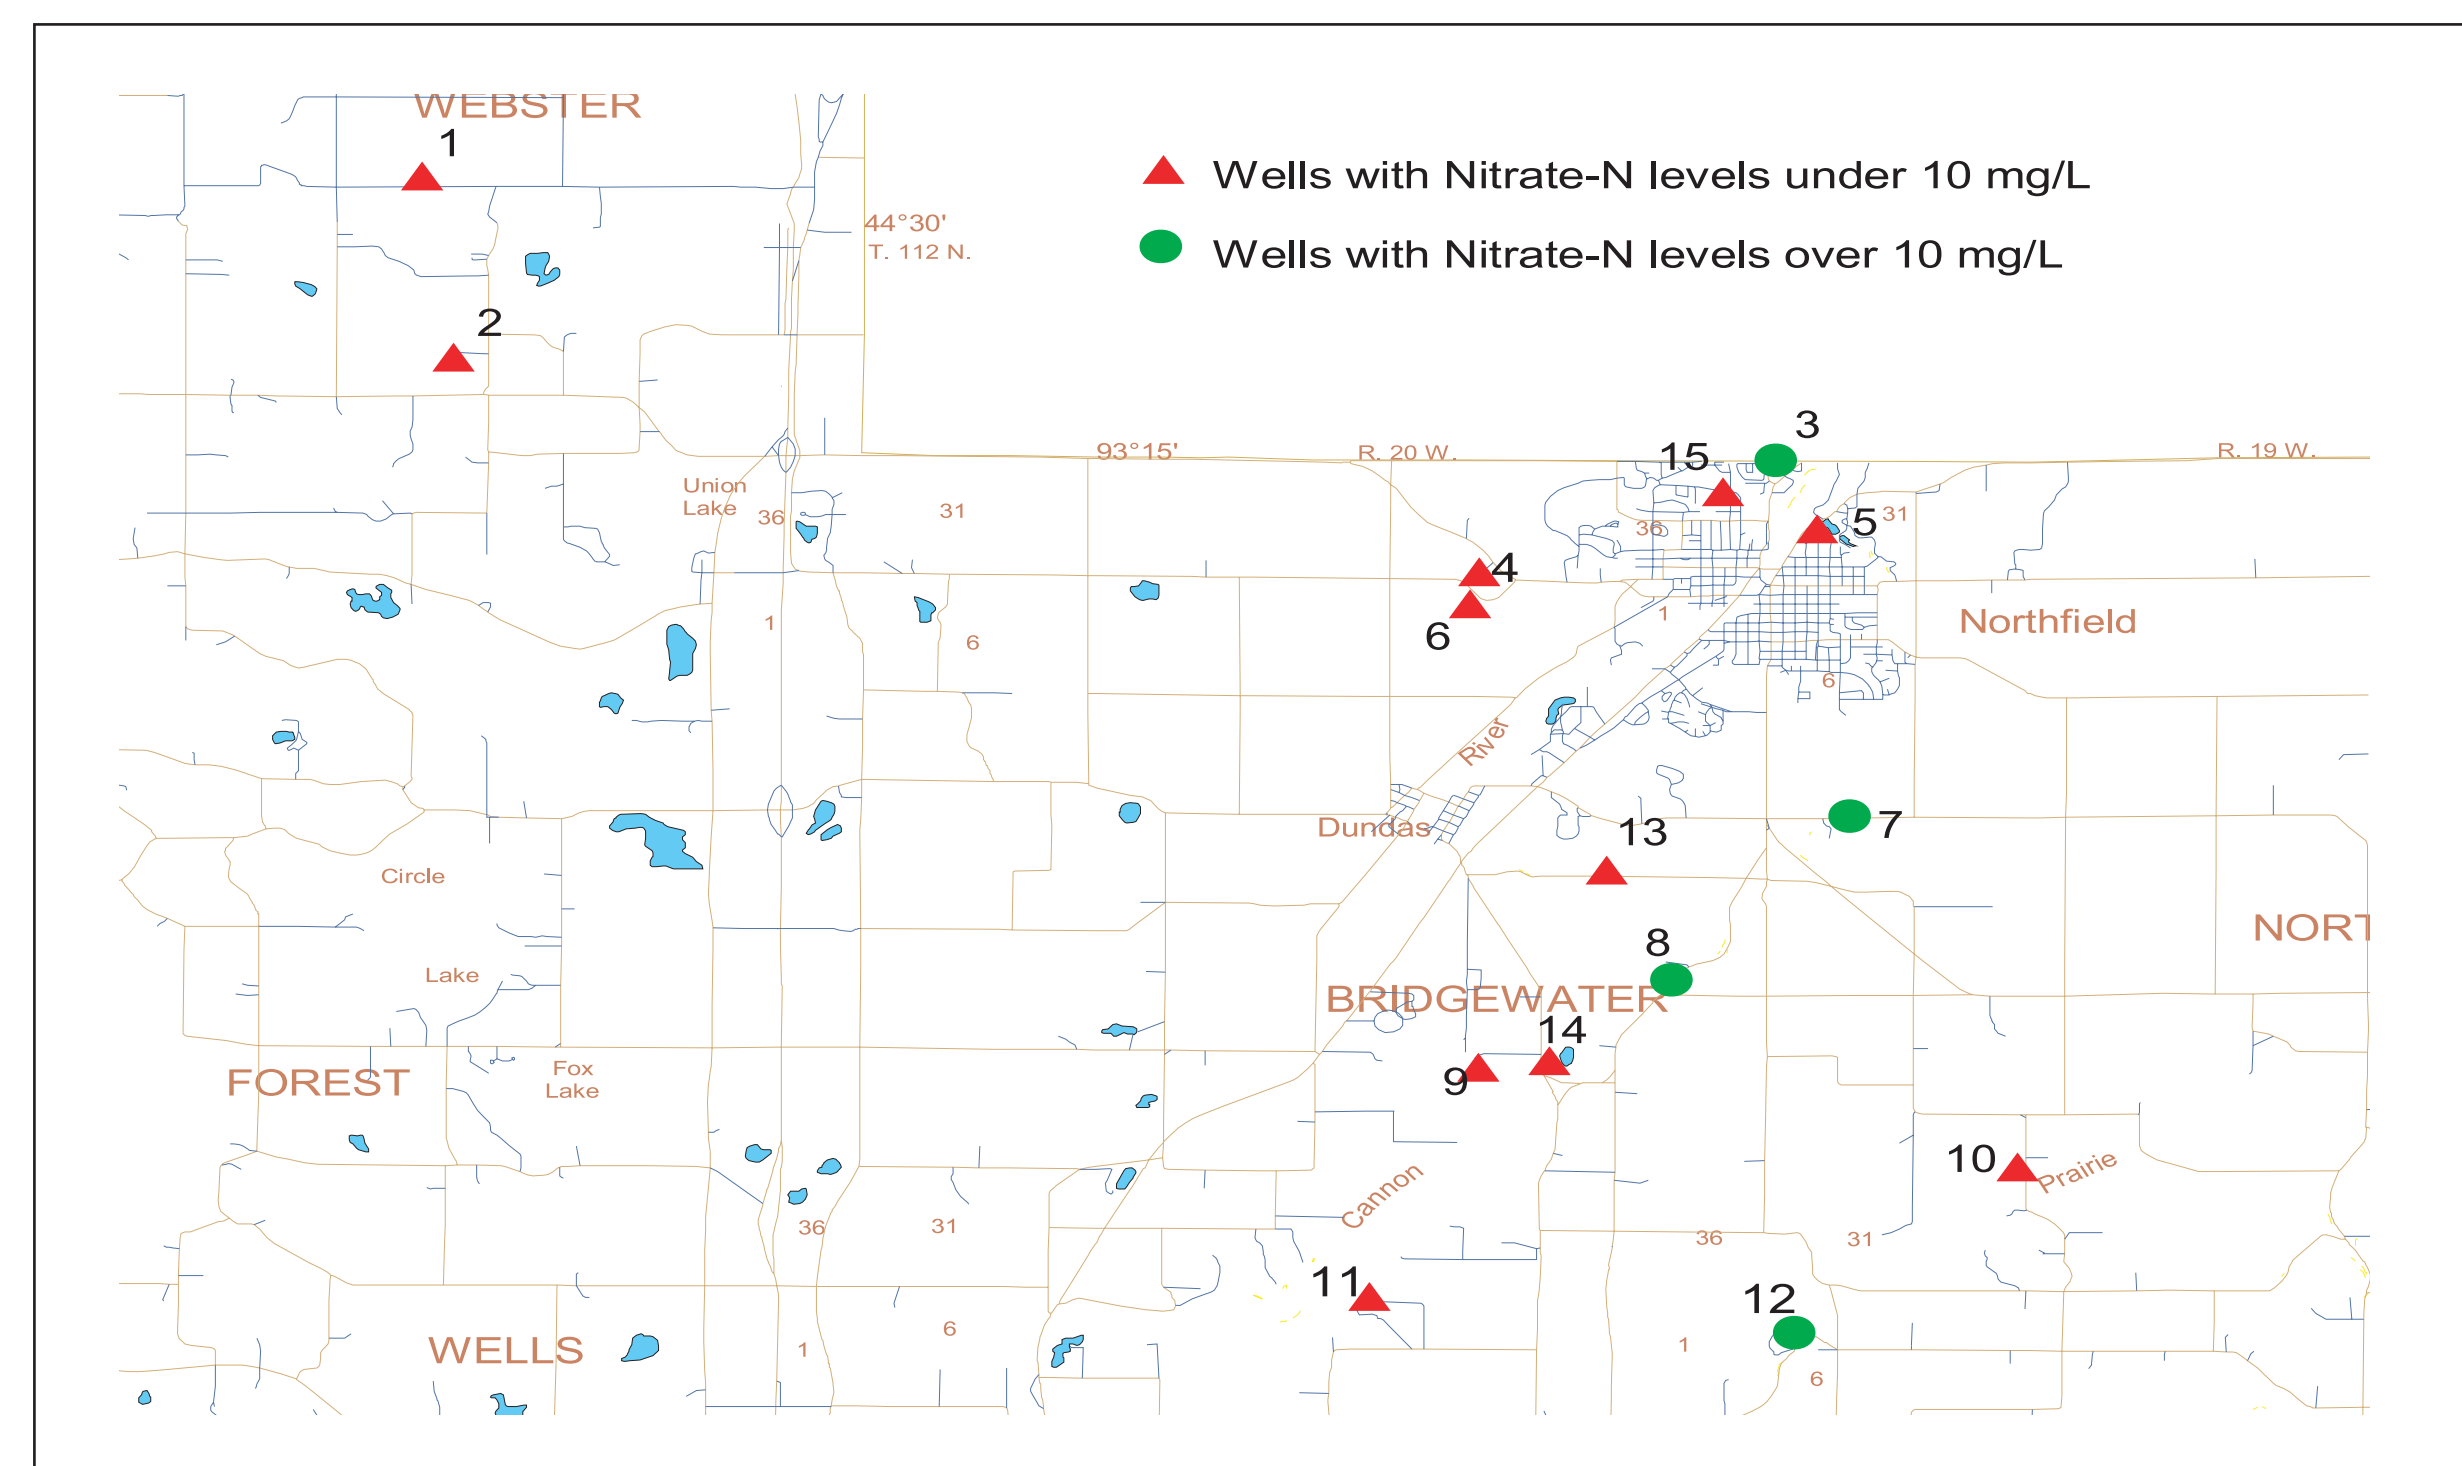 WEBSTER
1
Wells with Nitrate-N levels under 10 mg/L
44°30'
T. 112 N.
Wells with Nitrate-N levels over 10 mg/L
2
3
93°15'
R. 20 W.
15
R. 19 W.
Union
Lake
36
31
36
5
31
4
1
6
6
1
Northfield
6
River
Dundas
13
7
Circle
8
NORT
Lake
BRIDGEWATER
14
FOREST
Fox
Lake
9
10
Prairie
Cannon
36
31
36
31
11
12
WELLS
1
6
1
6